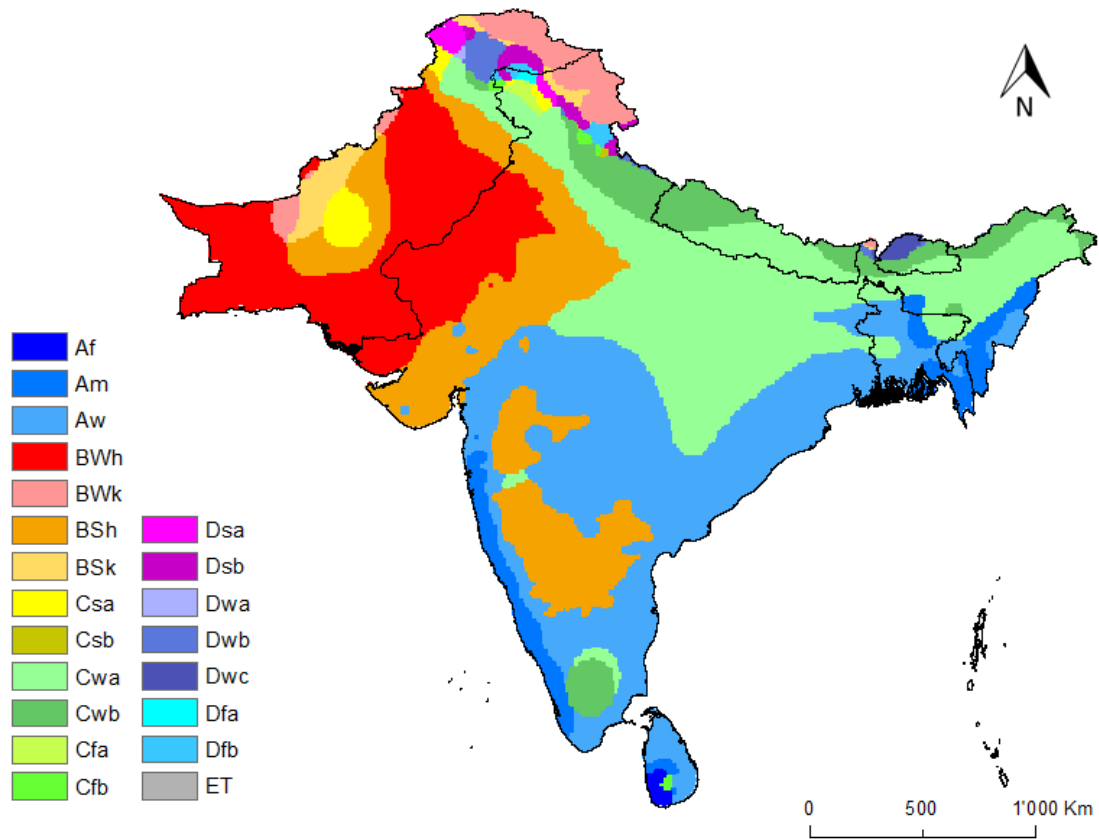 N
Af
Am
Aw
BWh
BWk
BSh
BSk
Csa
Csb
Cwa
Cwb
Cfa
Cfb
Dsa
Dsb
Dwa
Dwb
Dwc
Dfa
Dfb
ET
0 500 1'000 Km